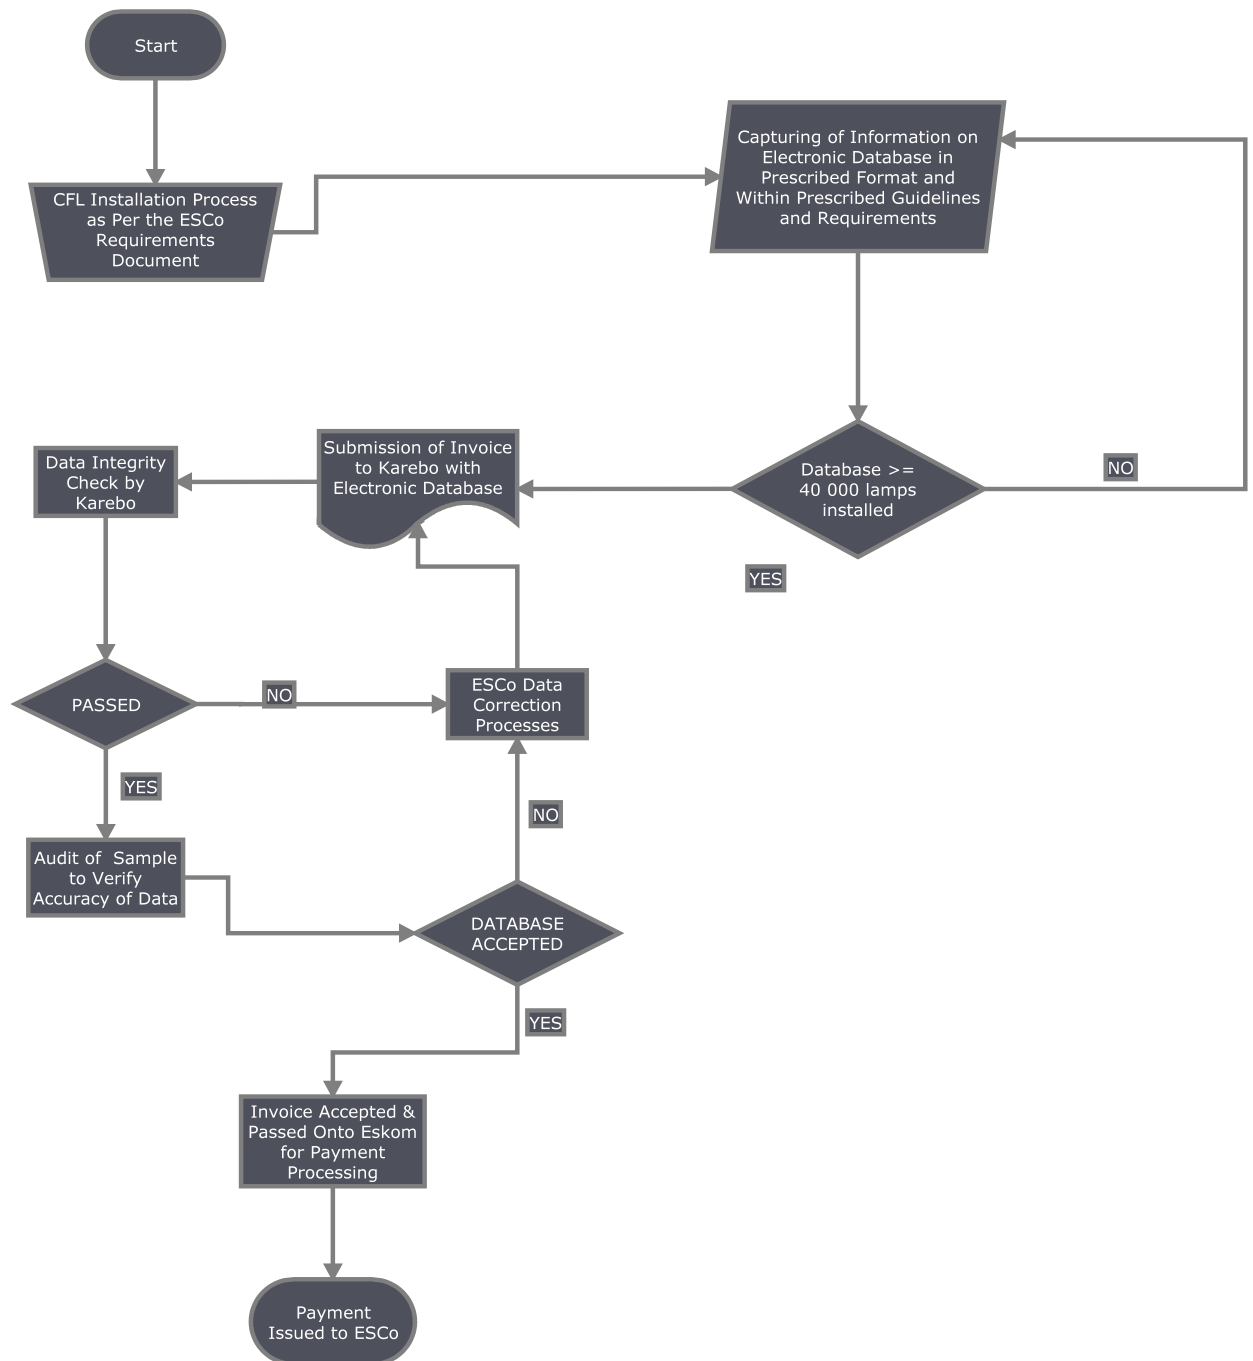 Start
CFL Installation Process
as Per the ESCo
Requirements
Document
Capturing of Information on
Electronic Database in
Prescribed Format and
Within Prescribed Guidelines
and Requirements
Database >=
40 000 lamps
installed
NO
YES
Submission of Invoice
to Karebo with
Electronic Database
Data Integrity
Check by
Karebo
PASSED
NO
ESCo Data
Correction
Processes
YES
Audit of  Sample
to Verify
Accuracy of Data
NO
DATABASE
ACCEPTED
YES
Invoice Accepted &
Passed Onto Eskom
for Payment
Processing
Payment
Issued to ESCo